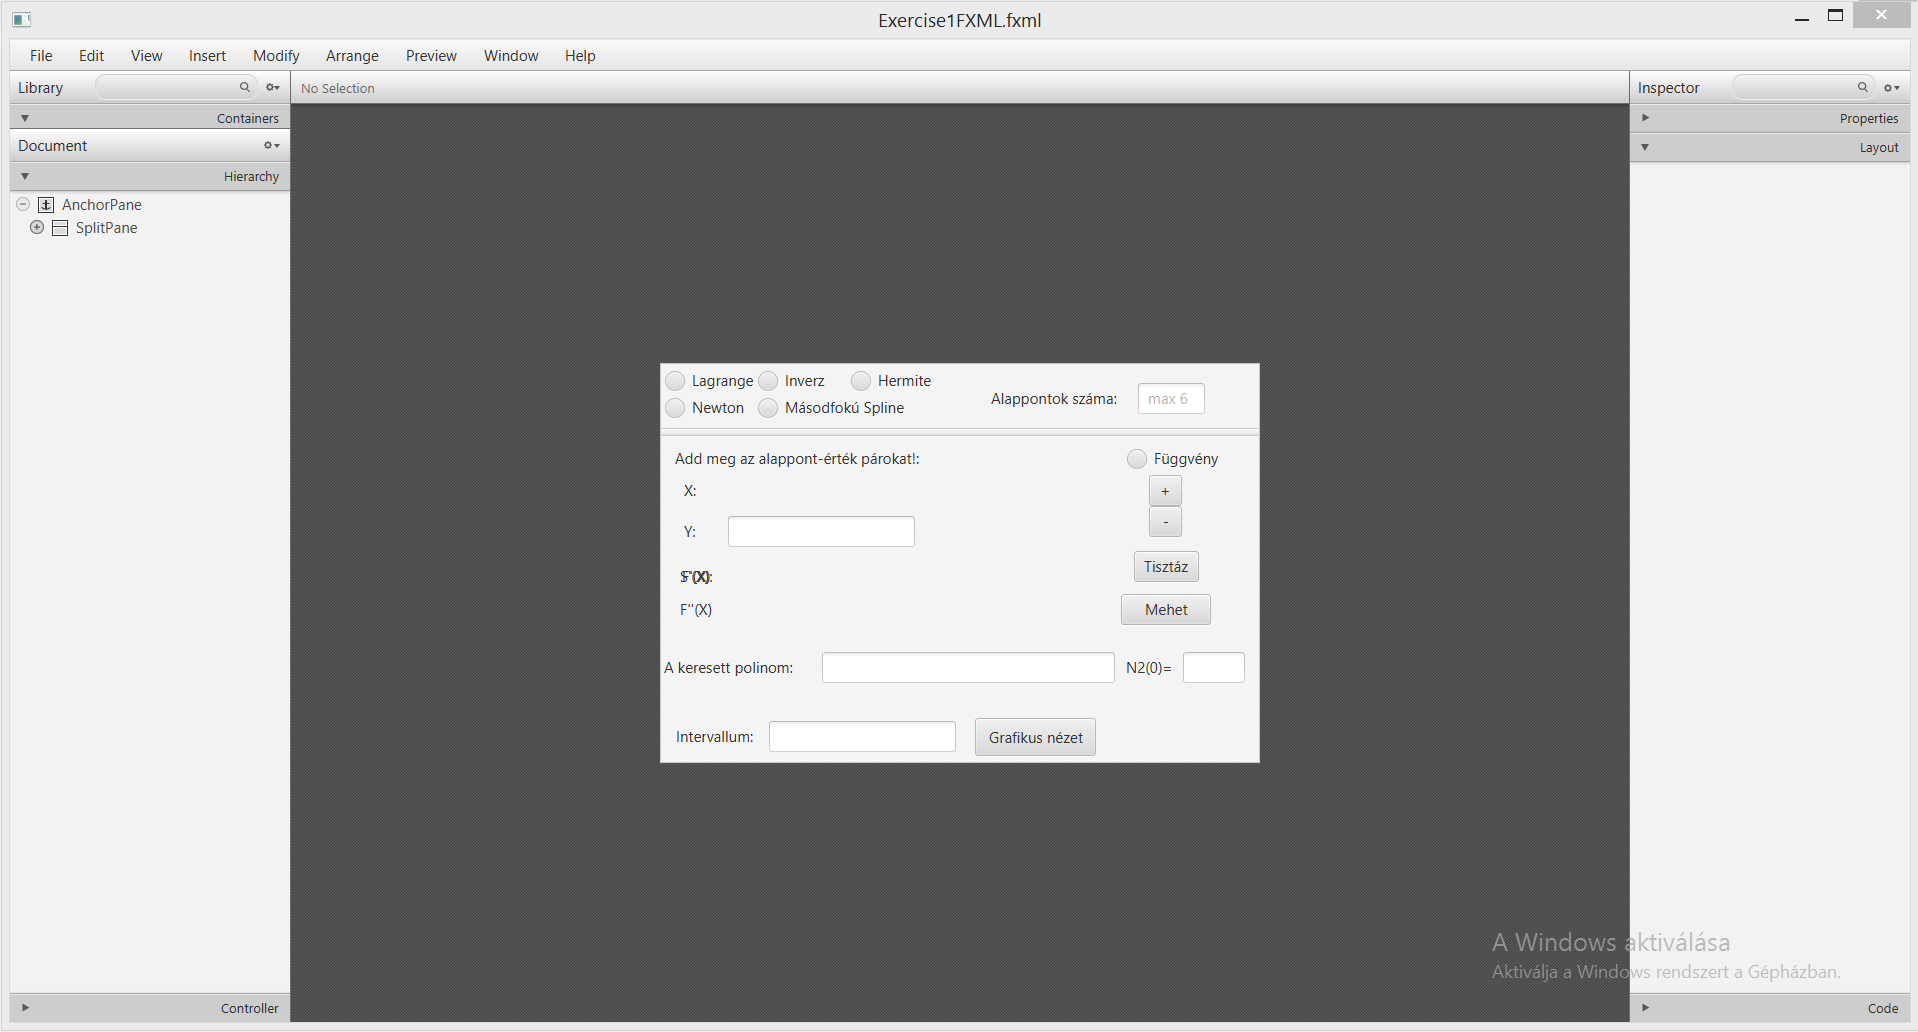 Exercise1FXML.fxml
File Edit View Insert Modify Arrange Preview Window Help
Library
No Selection
Inspector
Containers
Properties
Document
Layout
Hierarchy
AnchorPane
SplitPane
Lagrange Inverz Hermite
Alappontok száma: max 6
Newton Másodfokú Spline
Add meg az alappont-érték párokat!: Függvény
X: +
Y: -
Tisztáz
F''(X) Mehet
A keresett polinom: N2(0)=
Intervallum: Grafikus nézet
A Windows aktiválása
Aktiválja a Windows rendszert a Gépházban.
Controller
Code